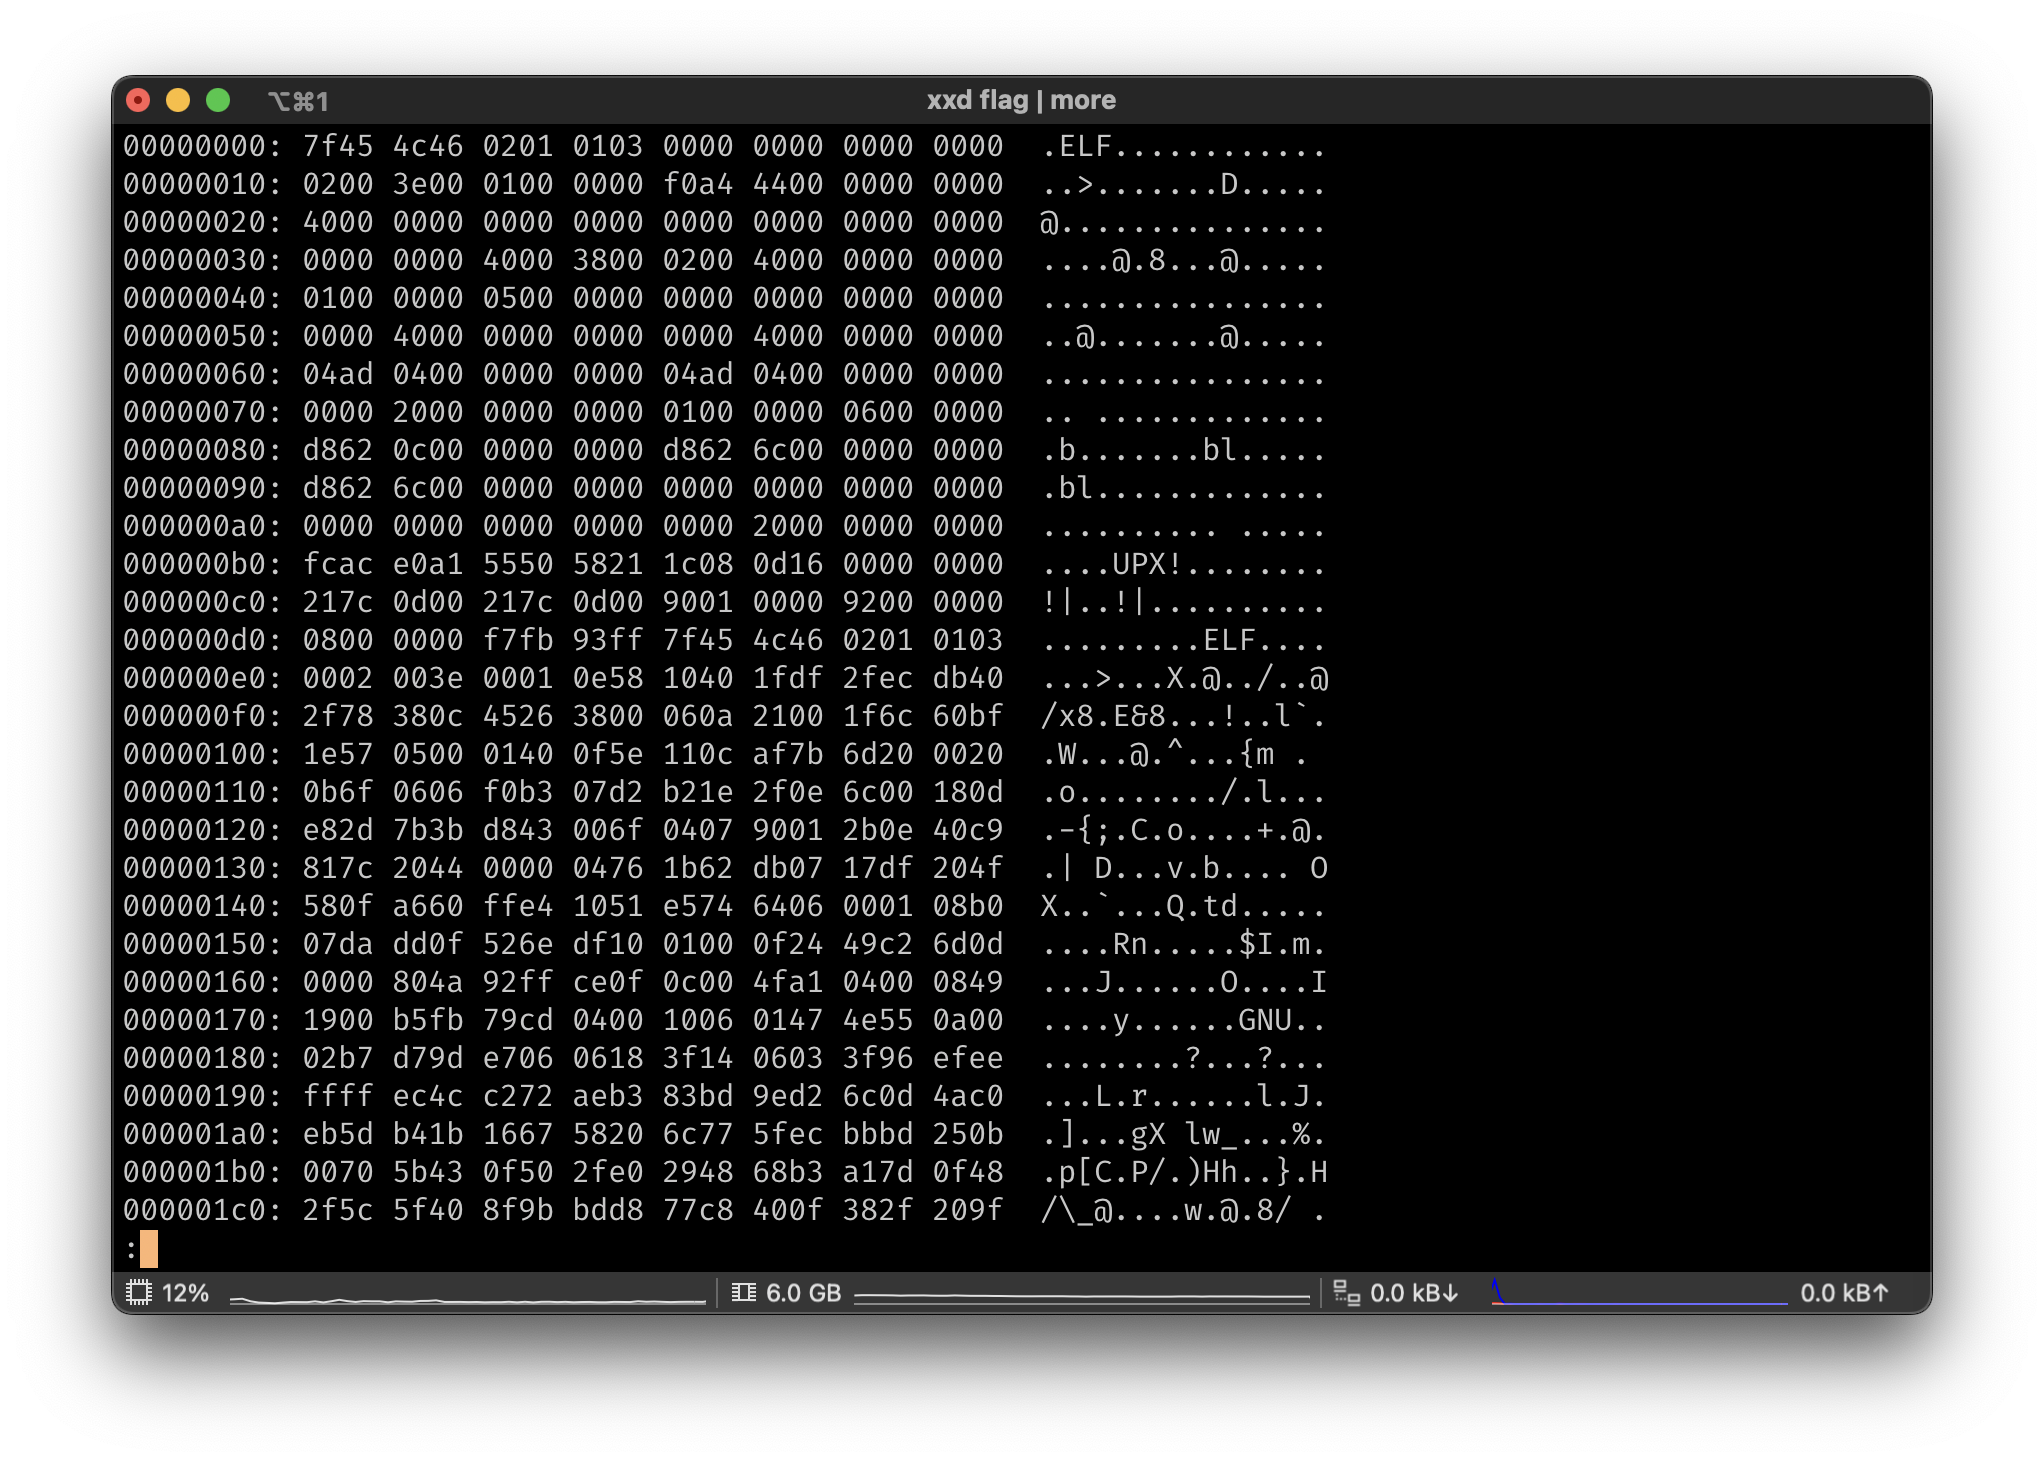 ⌥⌘1 xxd flag | more
00000000: 7f45 4c46 0201 0103 0000 0000 0000 0000  .ELF............
00000010: 0200 3e00 0100 0000 f0a4 4400 0000 0000  ..>.......D.....
00000020: 4000 0000 0000 0000 0000 0000 0000 0000  @...............
00000030: 0000 0000 4000 3800 0200 4000 0000 0000  ....@.8...@.....
00000040: 0100 0000 0500 0000 0000 0000 0000 0000  ................
00000050: 0000 4000 0000 0000 0000 4000 0000 0000  ..@.......@.....
00000060: 04ad 0400 0000 0000 04ad 0400 0000 0000  ................
00000070: 0000 2000 0000 0000 0100 0000 0600 0000  .. .............
00000080: d862 0c00 0000 0000 d862 6c00 0000 0000  .b.......bl.....
00000090: d862 6c00 0000 0000 0000 0000 0000 0000  .bl.............
000000a0: 0000 0000 0000 0000 0000 2000 0000 0000  .......... .....
000000b0: fcac e0a1 5550 5821 1c08 0d16 0000 0000  ....UPX!........
000000c0: 217c 0d00 217c 0d00 9001 0000 9200 0000  !|..!|..........
000000d0: 0800 0000 f7fb 93ff 7f45 4c46 0201 0103  .........ELF....
000000e0: 0002 003e 0001 0e58 1040 1fdf 2fec db40  ...>...X.@../..@
000000f0: 2f78 380c 4526 3800 060a 2100 1f6c 60bf  /x8.E&8...!..l`.
00000100: 1e57 0500 0140 0f5e 110c af7b 6d20 0020  .W...@.^...{m . 
00000110: 0b6f 0606 f0b3 07d2 b21e 2f0e 6c00 180d  .o......../.l...
00000120: e82d 7b3b d843 006f 0407 9001 2b0e 40c9  .-{;.C.o....+.@.
00000130: 817c 2044 0000 0476 1b62 db07 17df 204f  .| D...v.b.... O
00000140: 580f a660 ffe4 1051 e574 6406 0001 08b0  X..`...Q.td.....
00000150: 07da dd0f 526e df10 0100 0f24 49c2 6d0d  ....Rn.....$I.m.
00000160: 0000 804a 92ff ce0f 0c00 4fa1 0400 0849  ...J......O....I
00000170: 1900 b5fb 79cd 0400 1006 0147 4e55 0a00  ....y......GNU..
00000180: 02b7 d79d e706 0618 3f14 0603 3f96 efee  ........?...?...
00000190: ffff ec4c c272 aeb3 83bd 9ed2 6c0d 4ac0  ...L.r......l.J.
000001a0: eb5d b41b 1667 5820 6c77 5fec bbbd 250b  .]...gX lw_...%.
000001b0: 0070 5b43 0f50 2fe0 2948 68b3 a17d 0f48  .p[C.P/.)Hh..}.H
000001c0: 2f5c 5f40 8f9b bdd8 77c8 400f 382f 209f  /\_@....w.@.8/ .
:
12% 6.0 GB 0.0 kB↓ 0.0 kB↑